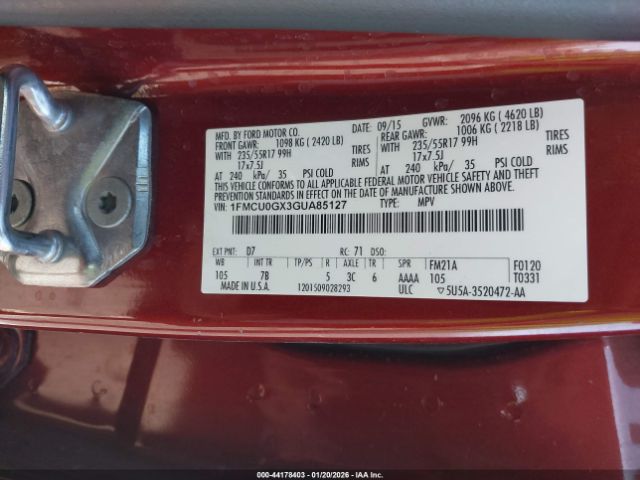 MFD. BY FORD MOTOR CO. DATE: 09/15 GVWR: 2096 KG ( 4620 LB)
FRONT GAWR: 1098 KG ( 2420 LB) REAR GAWR: 1006 KG ( 2218 LB)
WITH 235/55R17 99H TIRES WITH 235/55R17 99H TIRES
17x7.5J RIMS 17x7.5J RIMS
AT 240 kPa/ 35 PSI COLD AT 240 kPa/ 35 PSI COLD
THIS VEHICLE CONFORMS TO ALL APPLICABLE FEDERAL MOTOR VEHICLE SAFETY AND BUMPER
STANDARDS IN EFFECT ON THE DATE OF MANUFACTURE SHOWN ABOVE.
VIN: 1FMCU0GX3GUA85127 TYPE: MPV
EXT PNT: D7 RC: 71 DSO:
WB INT TR TP/PS R AXLE TR SPR FM21A F0120
105 7B 5 3C 6 AAAA 105 T0331
MADE IN U.S.A. 1201509028293 ULC ▽5U5A-3520472-AA
000-44178403 - 01/20/2026 - IAA Inc.